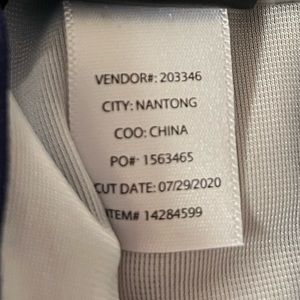 VENDOR#: 203346
CITY: NANTONG
COO: CHINA
PO#: 1563465
CUT DATE: 07/29/2020
ITEM# 14284599